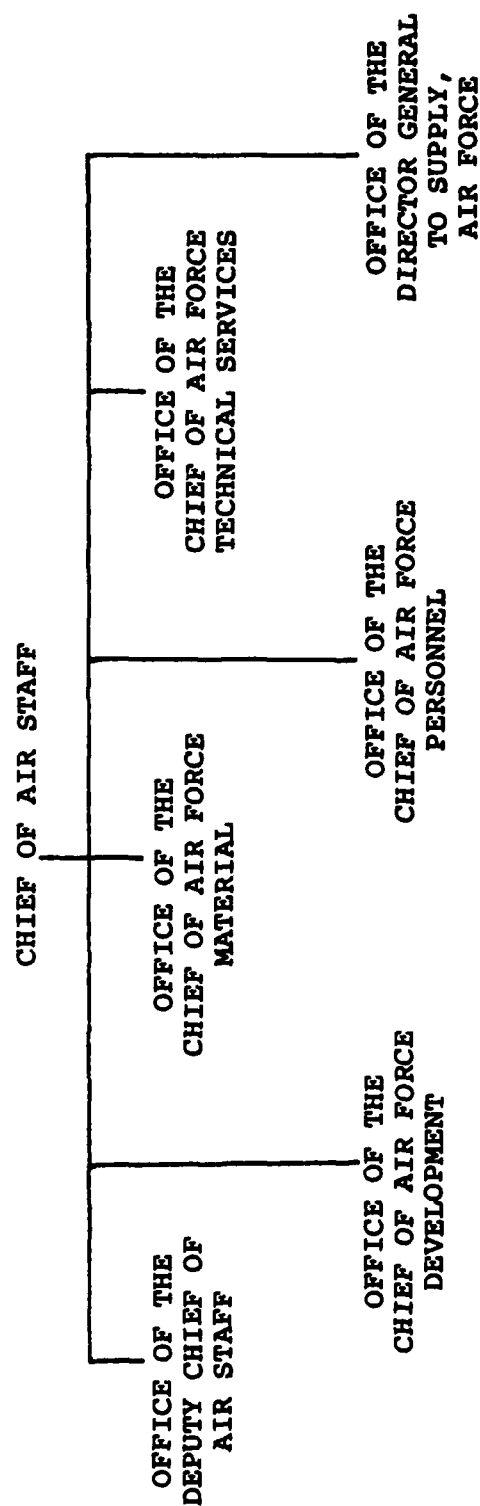 CHIEF OF AIR STAFF
OFFICE OF THE
DEPUTY CHIEF OF
AIR STAFF
OFFICE OF THE
CHIEF OF AIR FORCE
MATERIAL
OFFICE OF THE
CHIEF OF AIR FORCE
TECHNICAL SERVICES
OFFICE OF THE
CHIEF OF AIR FORCE
DEVELOPMENT
OFFICE OF THE
CHIEF OF AIR FORCE
PERSONNEL
OFFICE OF THE
DIRECTOR GENERAL
TO SUPPLY,
AIR FORCE